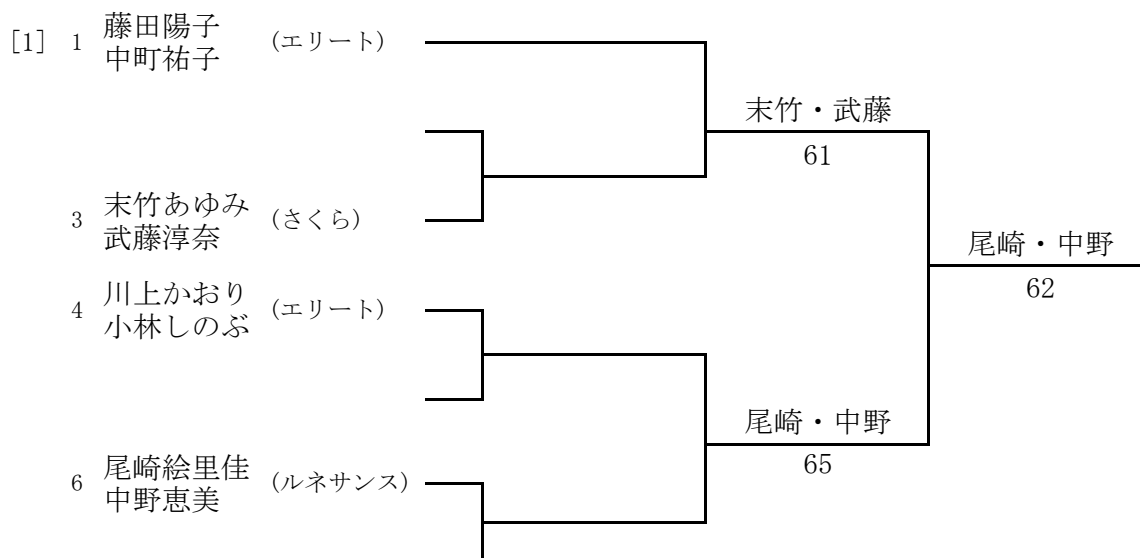 [1] 1 藤田陽子
中町祐子
(エリート)
末竹・武藤
61
3 末竹あゆみ
武藤淳奈
(さくら)
尾崎・中野
62
4 川上かおり
小林しのぶ
(エリート)
尾崎・中野
65
6 尾崎絵里佳
中野恵美
(ルネサンス)